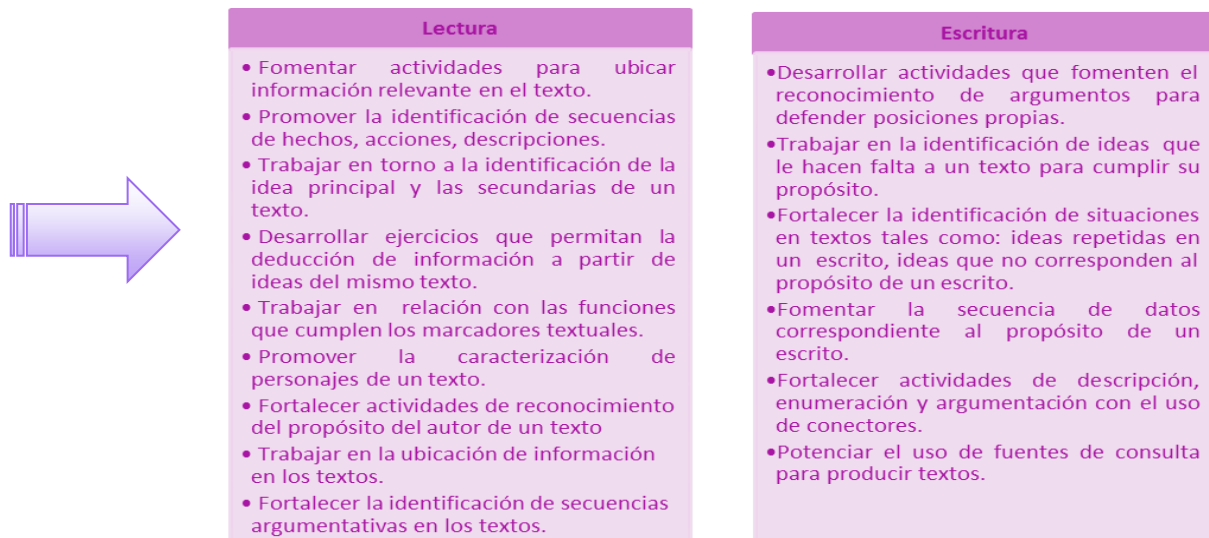 Lectura
• Fomentar actividades para ubicar
información relevante en el texto.
• Promover la identificación de secuencias
de hechos, acciones, descripciones.
• Trabajar en torno a la identificación de la
idea principal y las secundarias de un
texto.
• Desarrollar ejercicios que permitan la
deducción de información a partir de
ideas del mismo texto.
• Trabajar en relación con las funciones
que cumplen los marcadores textuales.
• Promover la caracterización de
personajes de un texto.
• Fortalecer actividades de reconocimiento
del propósito del autor de un texto
• Trabajar en la ubicación de información
en los textos.
• Fortalecer la identificación de secuencias
argumentativas en los textos.
Escritura
•Desarrollar actividades que fomenten el
reconocimiento de argumentos para
defender posiciones propias.
•Trabajar en la identificación de ideas que
le hacen falta a un texto para cumplir su
propósito.
•Fortalecer la identificación de situaciones
en textos tales como: ideas repetidas en
un escrito, ideas que no corresponden al
propósito de un escrito.
•Fomentar la secuencia de datos
correspondiente al propósito de un
escrito.
•Fortalecer actividades de descripción,
enumeración y argumentación con el uso
de conectores.
•Potenciar el uso de fuentes de consulta
para producir textos.